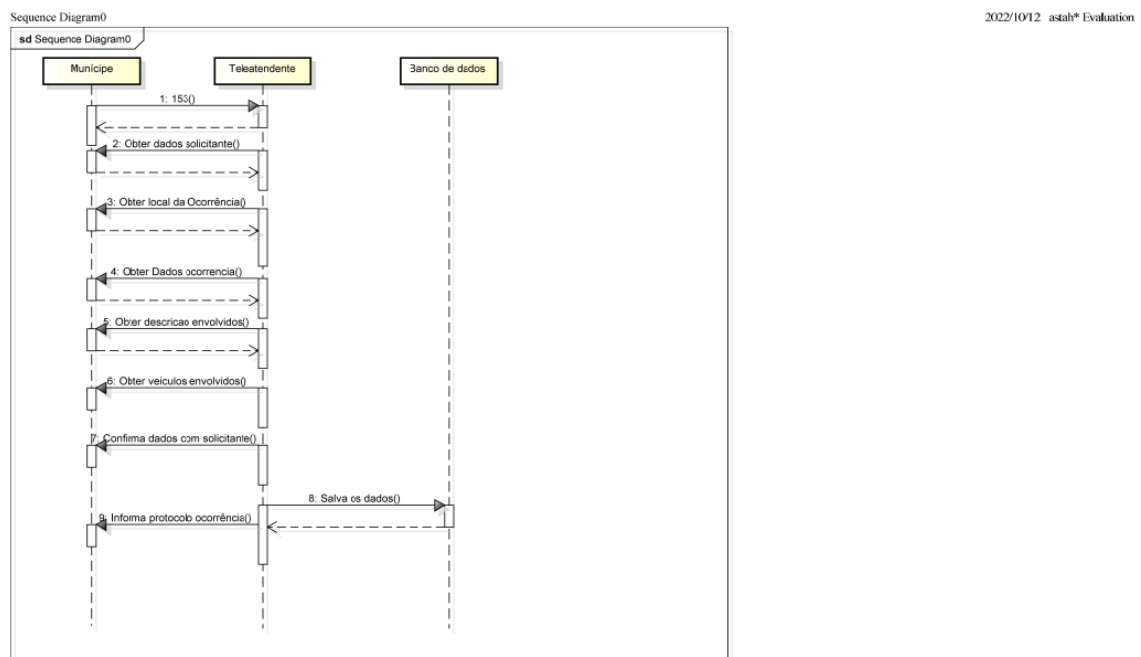 Sequence Diagram0
2022/10/12 astah* Evaluation
sd Sequence Diagram0
Munícipe
Teleatendente
Banco de dados
1: 153()
2: Obter dados solicitante()
3: Obter local da Ocorrência()
4: Obter Dados ocorrencia()
5: Obter descricao envolvidos()
6: Obter veiculos envolvidos()
7: Confirma dados com solicitante()
8: Salva os dados()
9: Informa protocolo ocorrência()